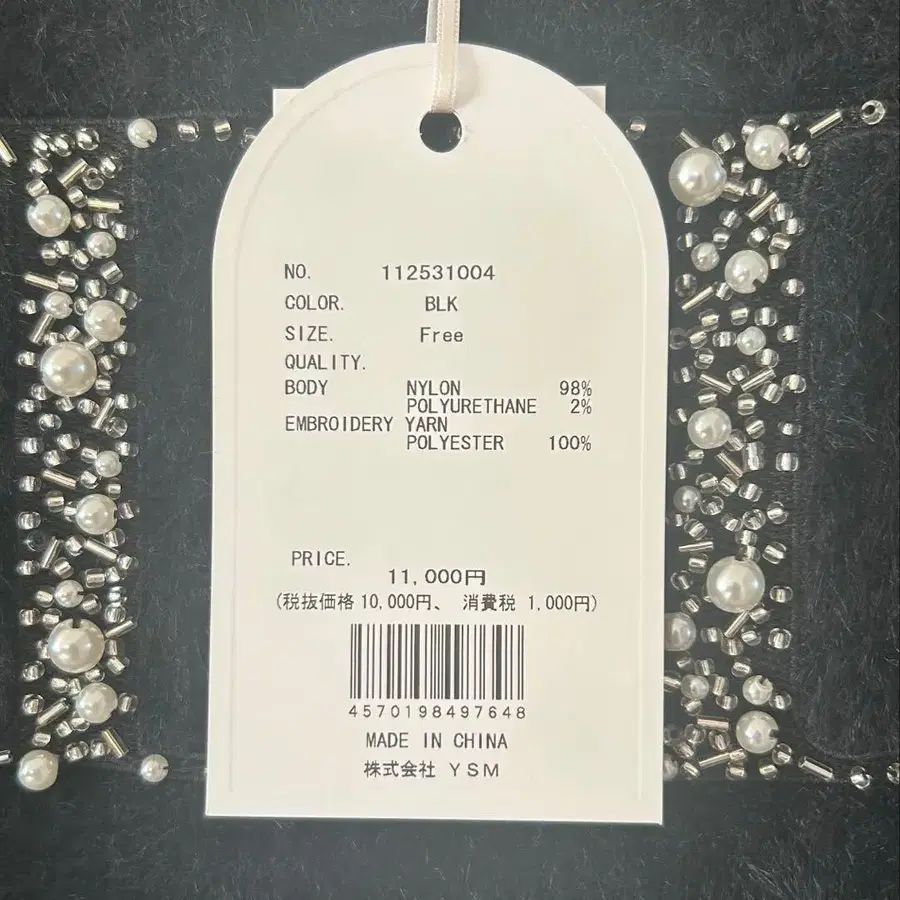 NO. 112531004
COLOR. BLK
SIZE. Free
QUALITY.
BODY NYLON 98%
POLYURETHANE 2%
EMBROIDERY YARN
POLYESTER 100%
PRICE.
11,000円
(税抜価格 10,000円、 消費税 1,000円)
4570198497648
MADE IN CHINA
株式会社 YSM